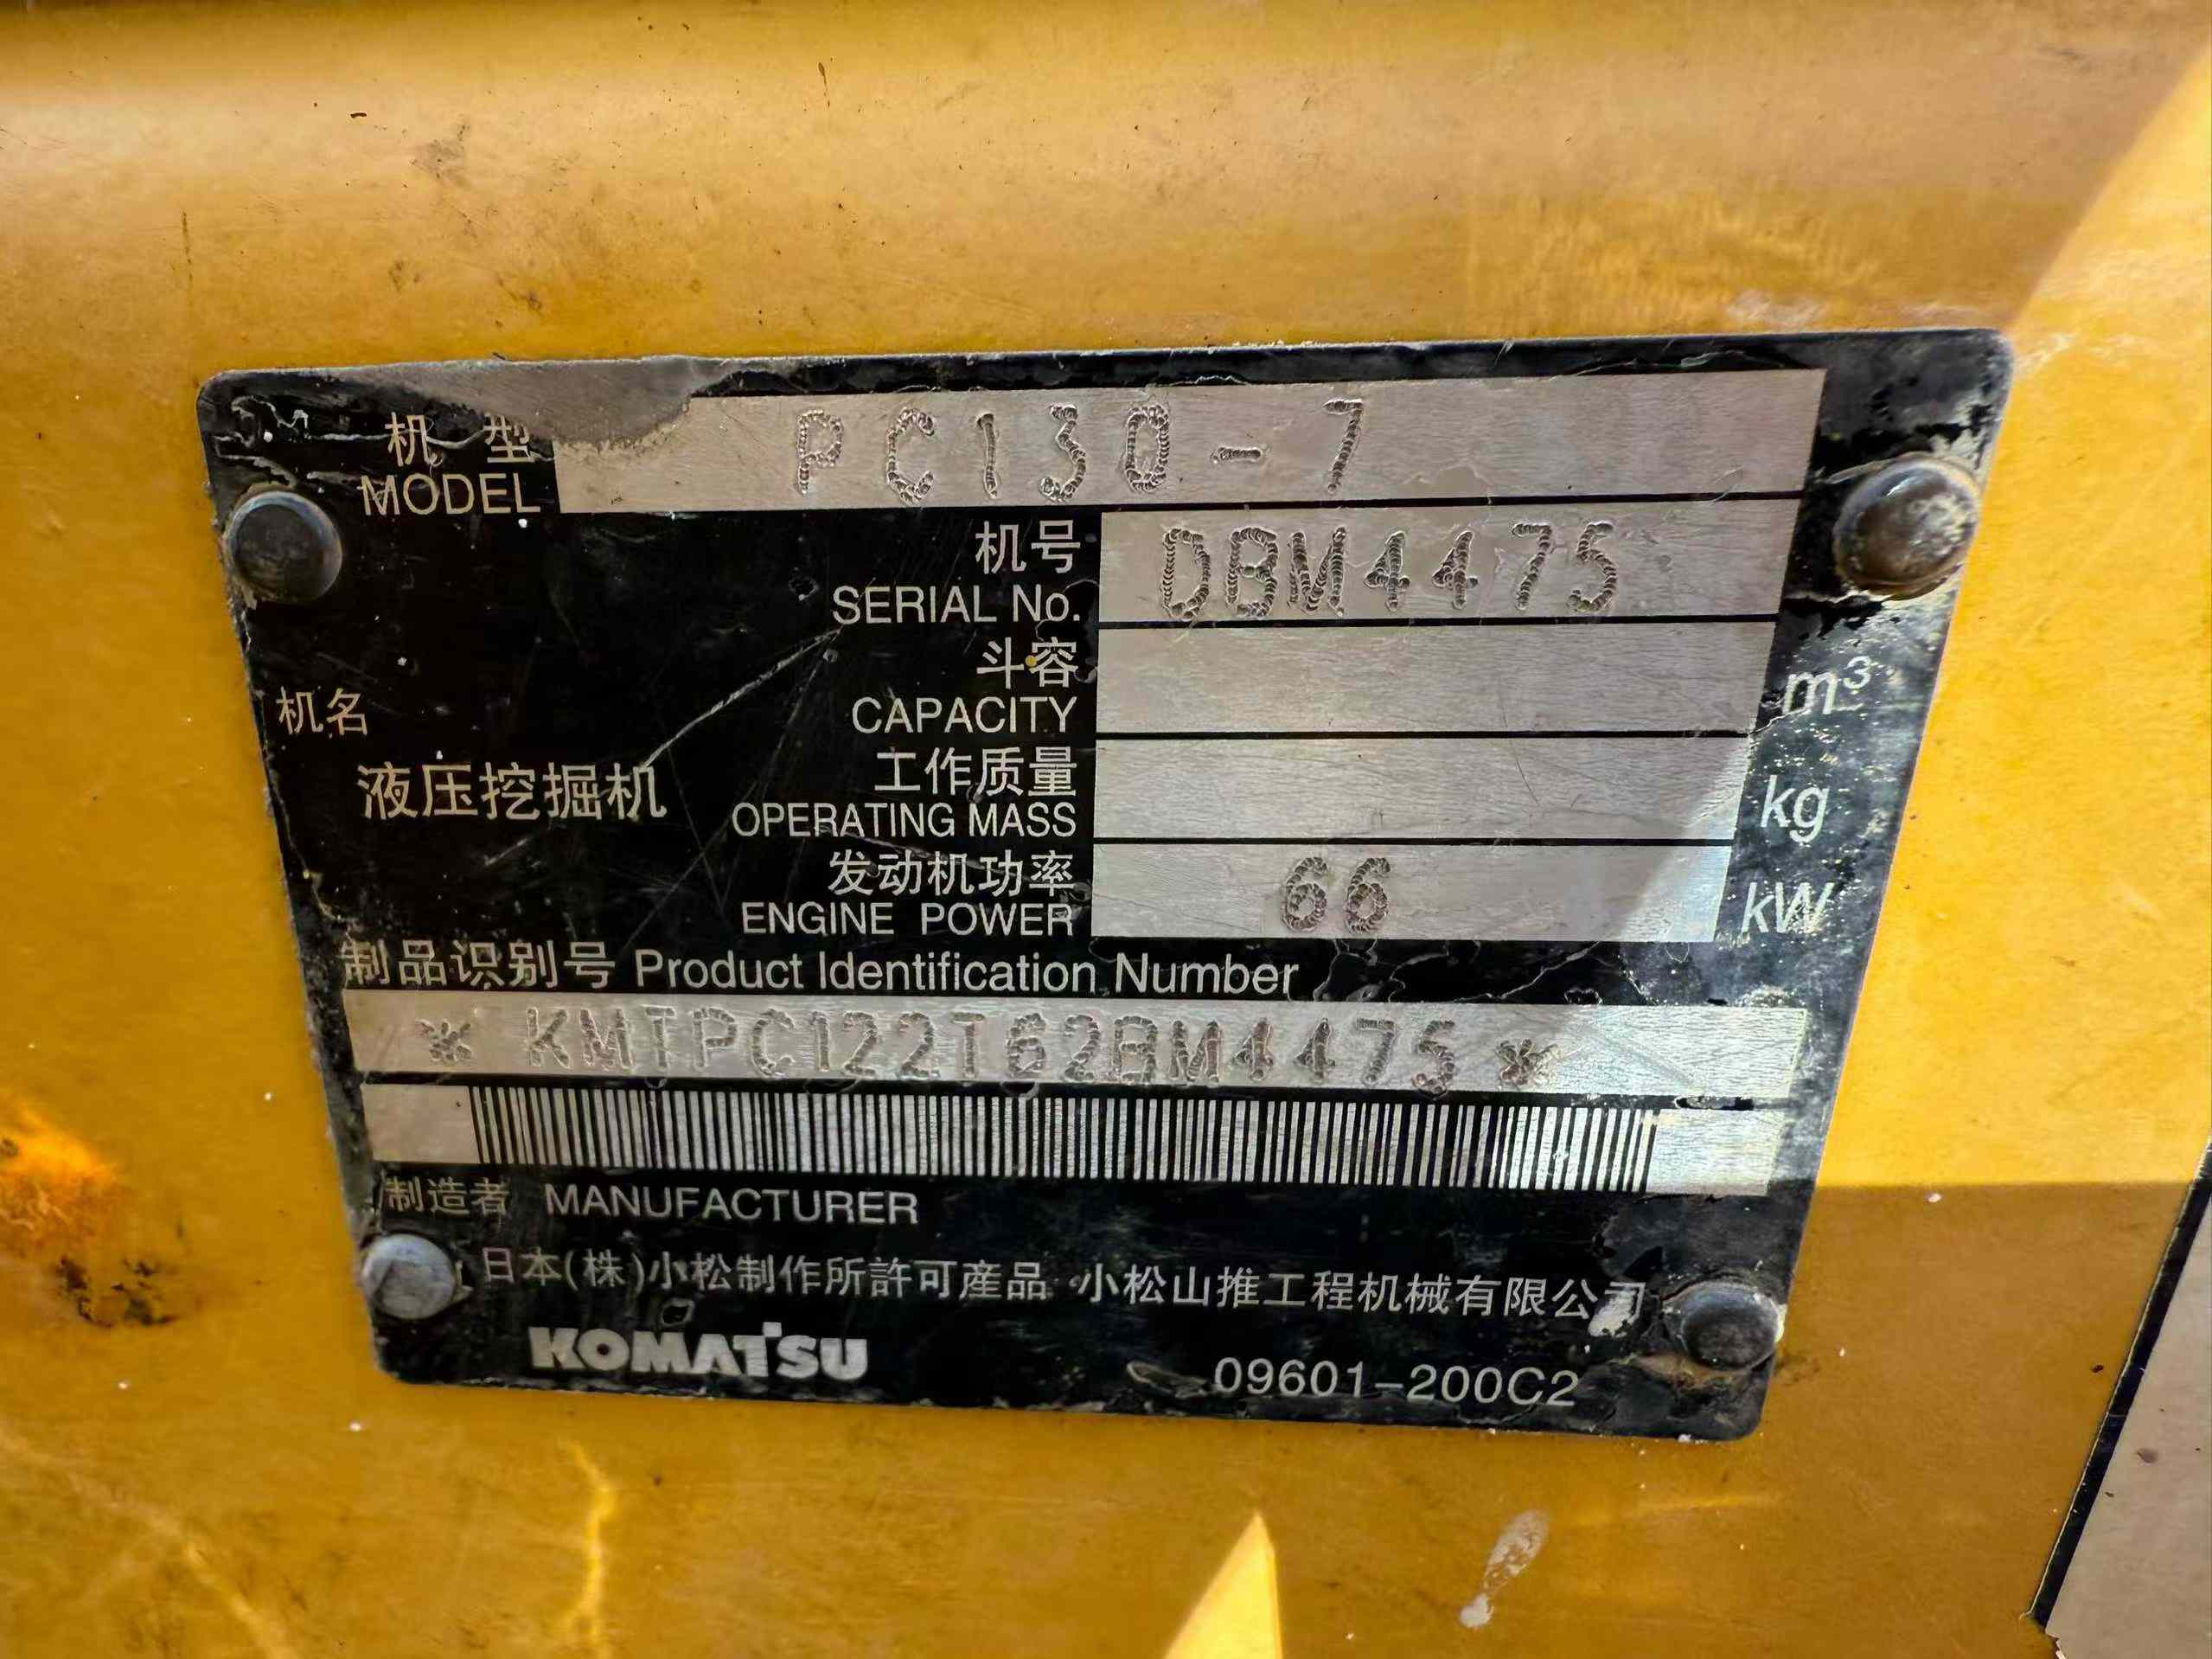 机 型 PC130-7
MODEL
机号 DBM4475
SERIAL No.
斗容
CAPACITY m³
机名
液压挖掘机
工作质量
OPERATING MASS kg
发动机功率 66 kW
ENGINE POWER
制品识别号 Product Identification Number
* KMTPC122T62BM4475 *
制造者 MANUFACTURER
日本(株)小松制作所許可産品 小松山推工程机械有限公司
KOMATSU 09601-200C2